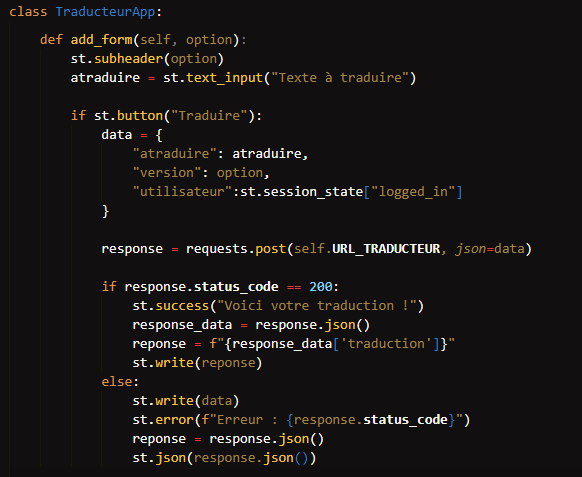 class TraducteurApp:
def add_form(self, option):
st.subheader(option)
atraduire = st.text_input("Texte à traduire")
if st.button("Traduire"):
data = {
"atraduire": atraduire,
"version": option,
"utilisateur":st.session_state["logged_in"]
}
response = requests.post(self.URL_TRADUCTEUR, json=data)
if response.status_code == 200:
st.success("Voici votre traduction !")
response_data = response.json()
reponse = f"{response_data['traduction']}"
st.write(reponse)
else:
st.write(data)
st.error(f"Erreur : {response.status_code}")
reponse = response.json()
st.json(response.json())